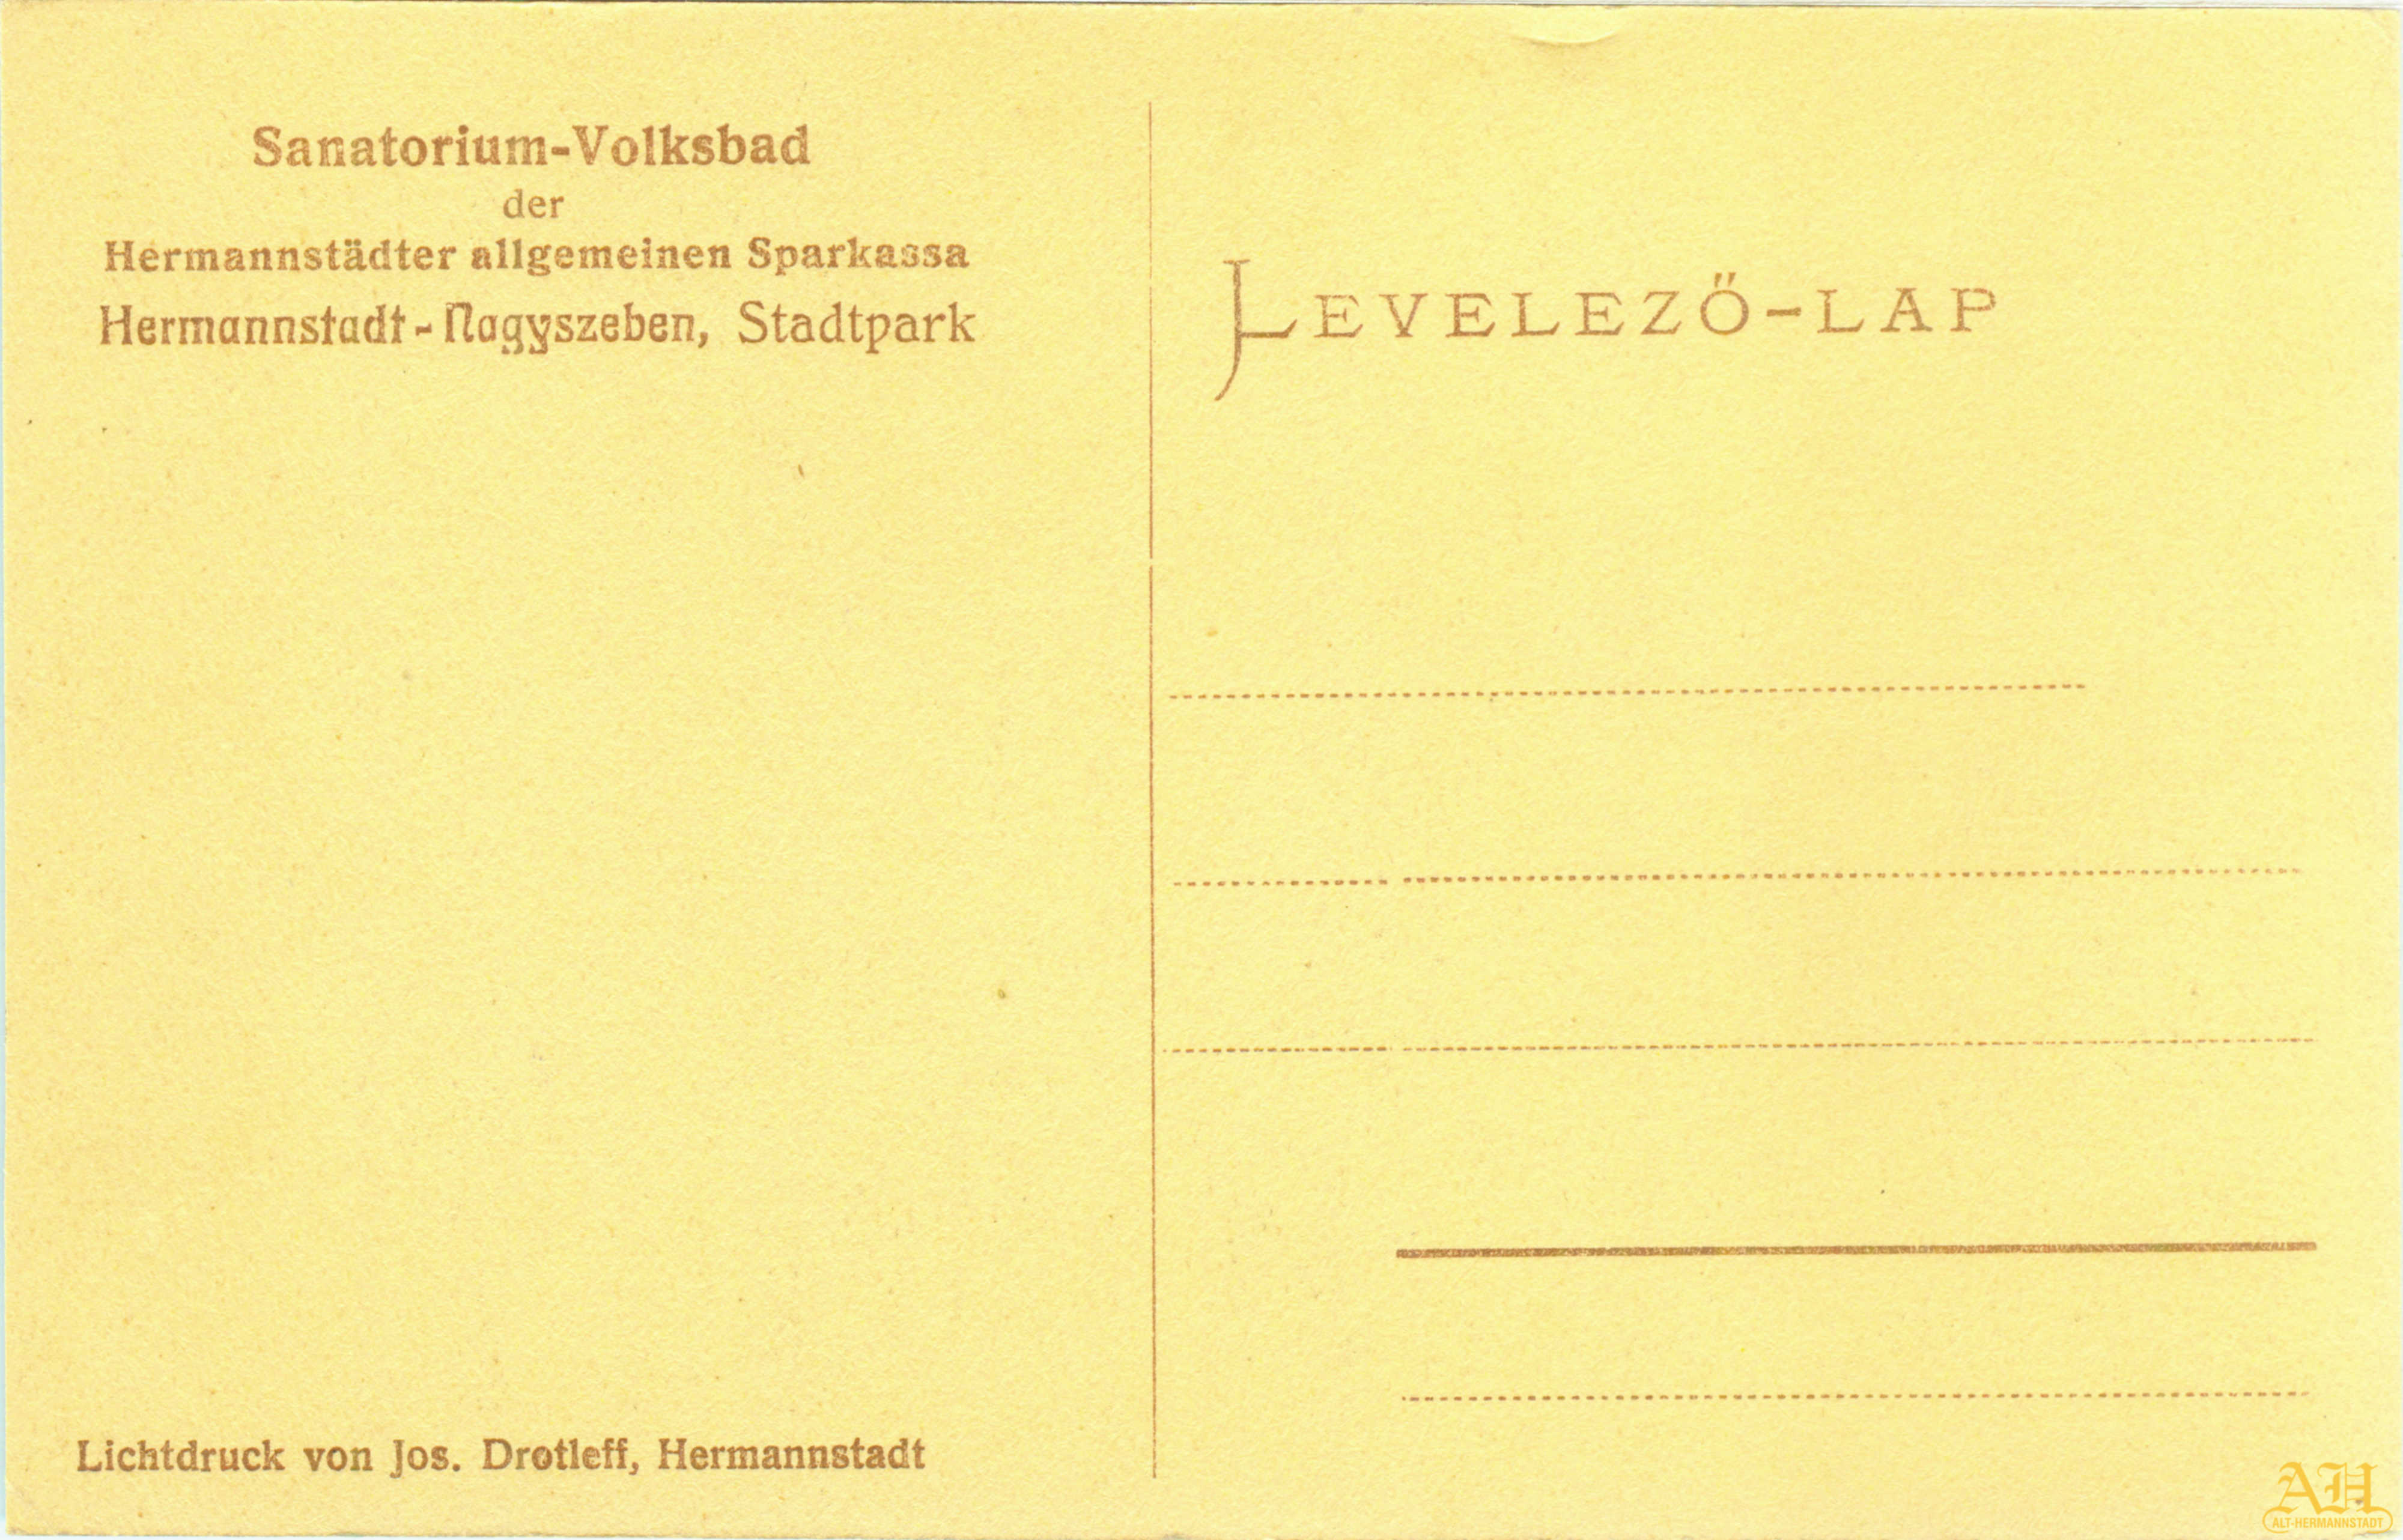 Sanatorium-Volksbad
der
Hermannstädter allgemeinen Sparkassa
Hermannstadt - Nagyszeben, Stadtpark
LEVELEZŐ-LAP
Lichtdruck von Jos. Drotleff, Hermannstadt
AH
ALT-HERMANNSTADT